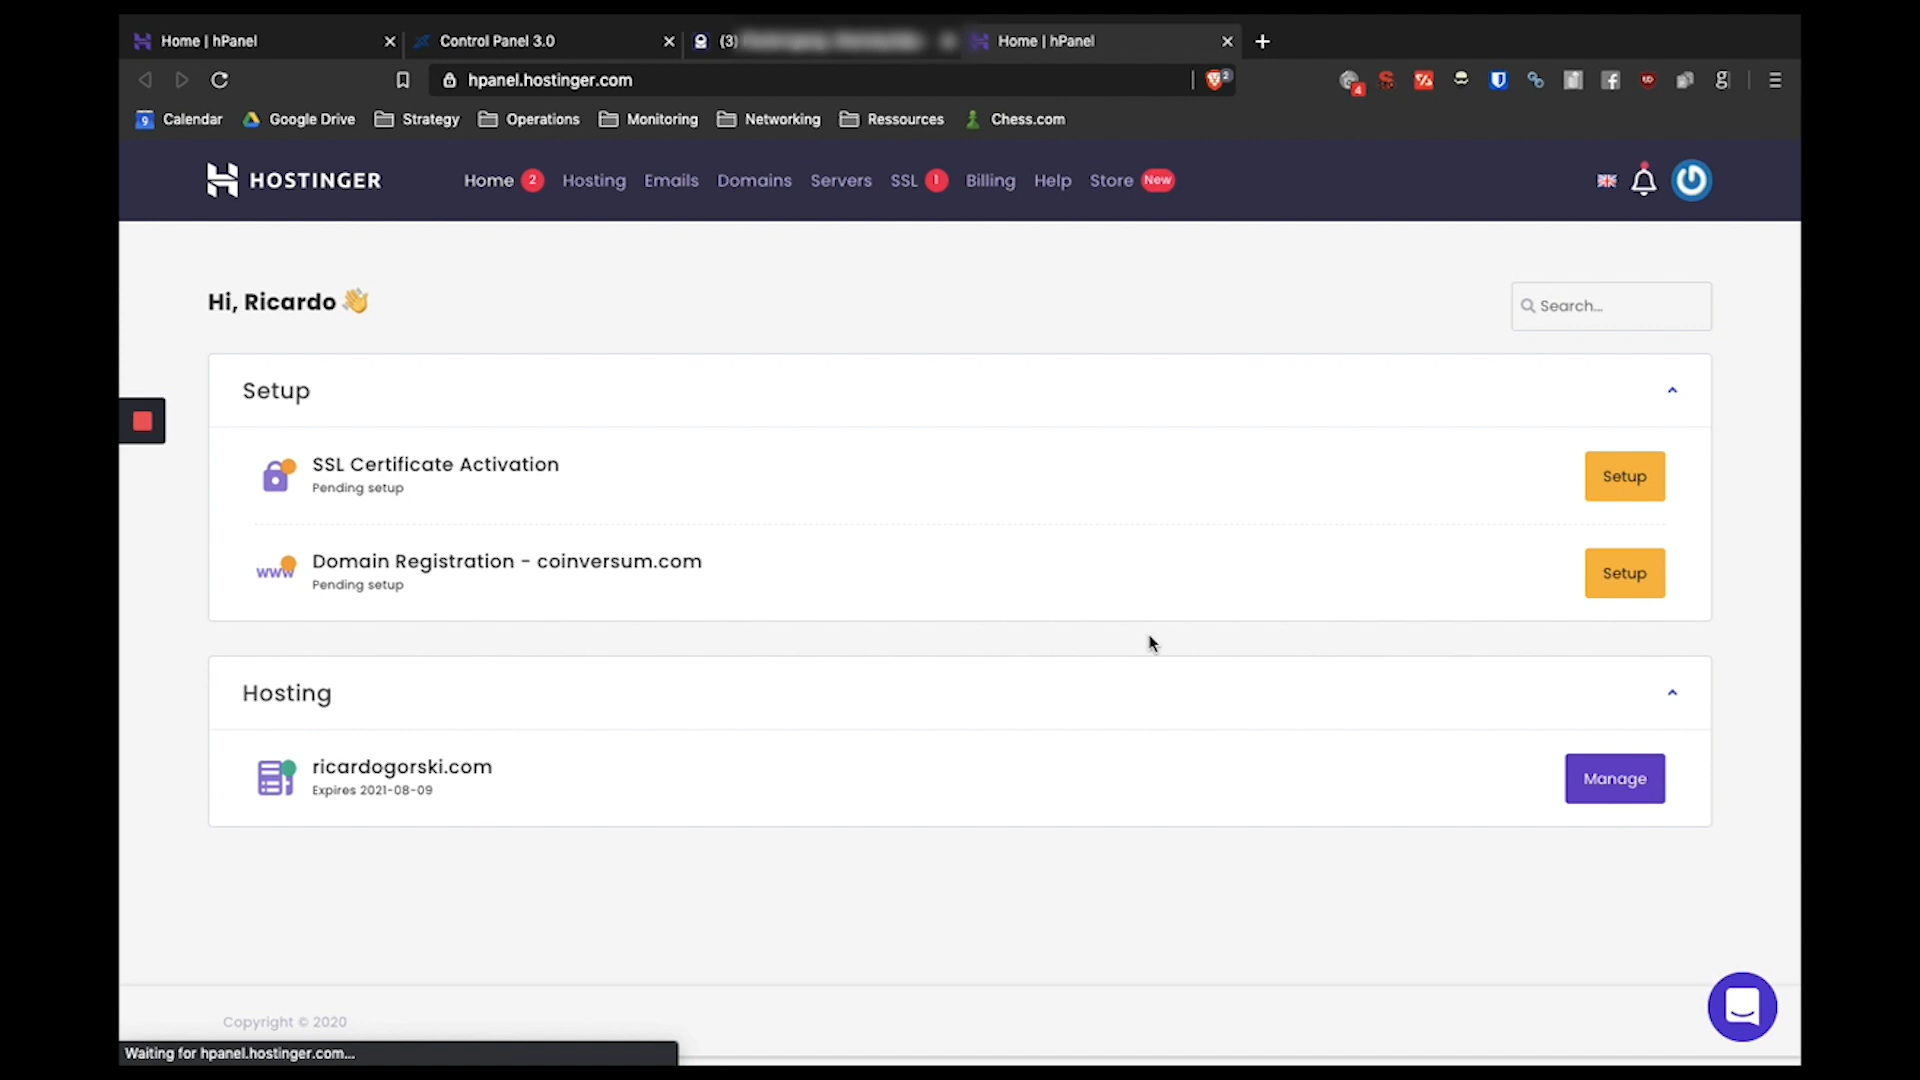 Home | hPanel
Control Panel 3.0
(3)
Home | hPanel
hpanel.hostinger.com
2
4
g
9 Calendar
Google Drive
Strategy
Operations
Monitoring
Networking
Ressources
Chess.com
HOSTINGER
Home 2
Hosting
Emails
Domains
Servers
SSL !
Billing
Help
Store New
Hi, Ricardo 👋
Search...
Setup
SSL Certificate Activation
Pending setup
Setup
www
Domain Registration - coinversum.com
Pending setup
Setup
Hosting
ricardogorski.com
Expires 2021-08-09
Manage
Copyright © 2020
Waiting for hpanel.hostinger.com...